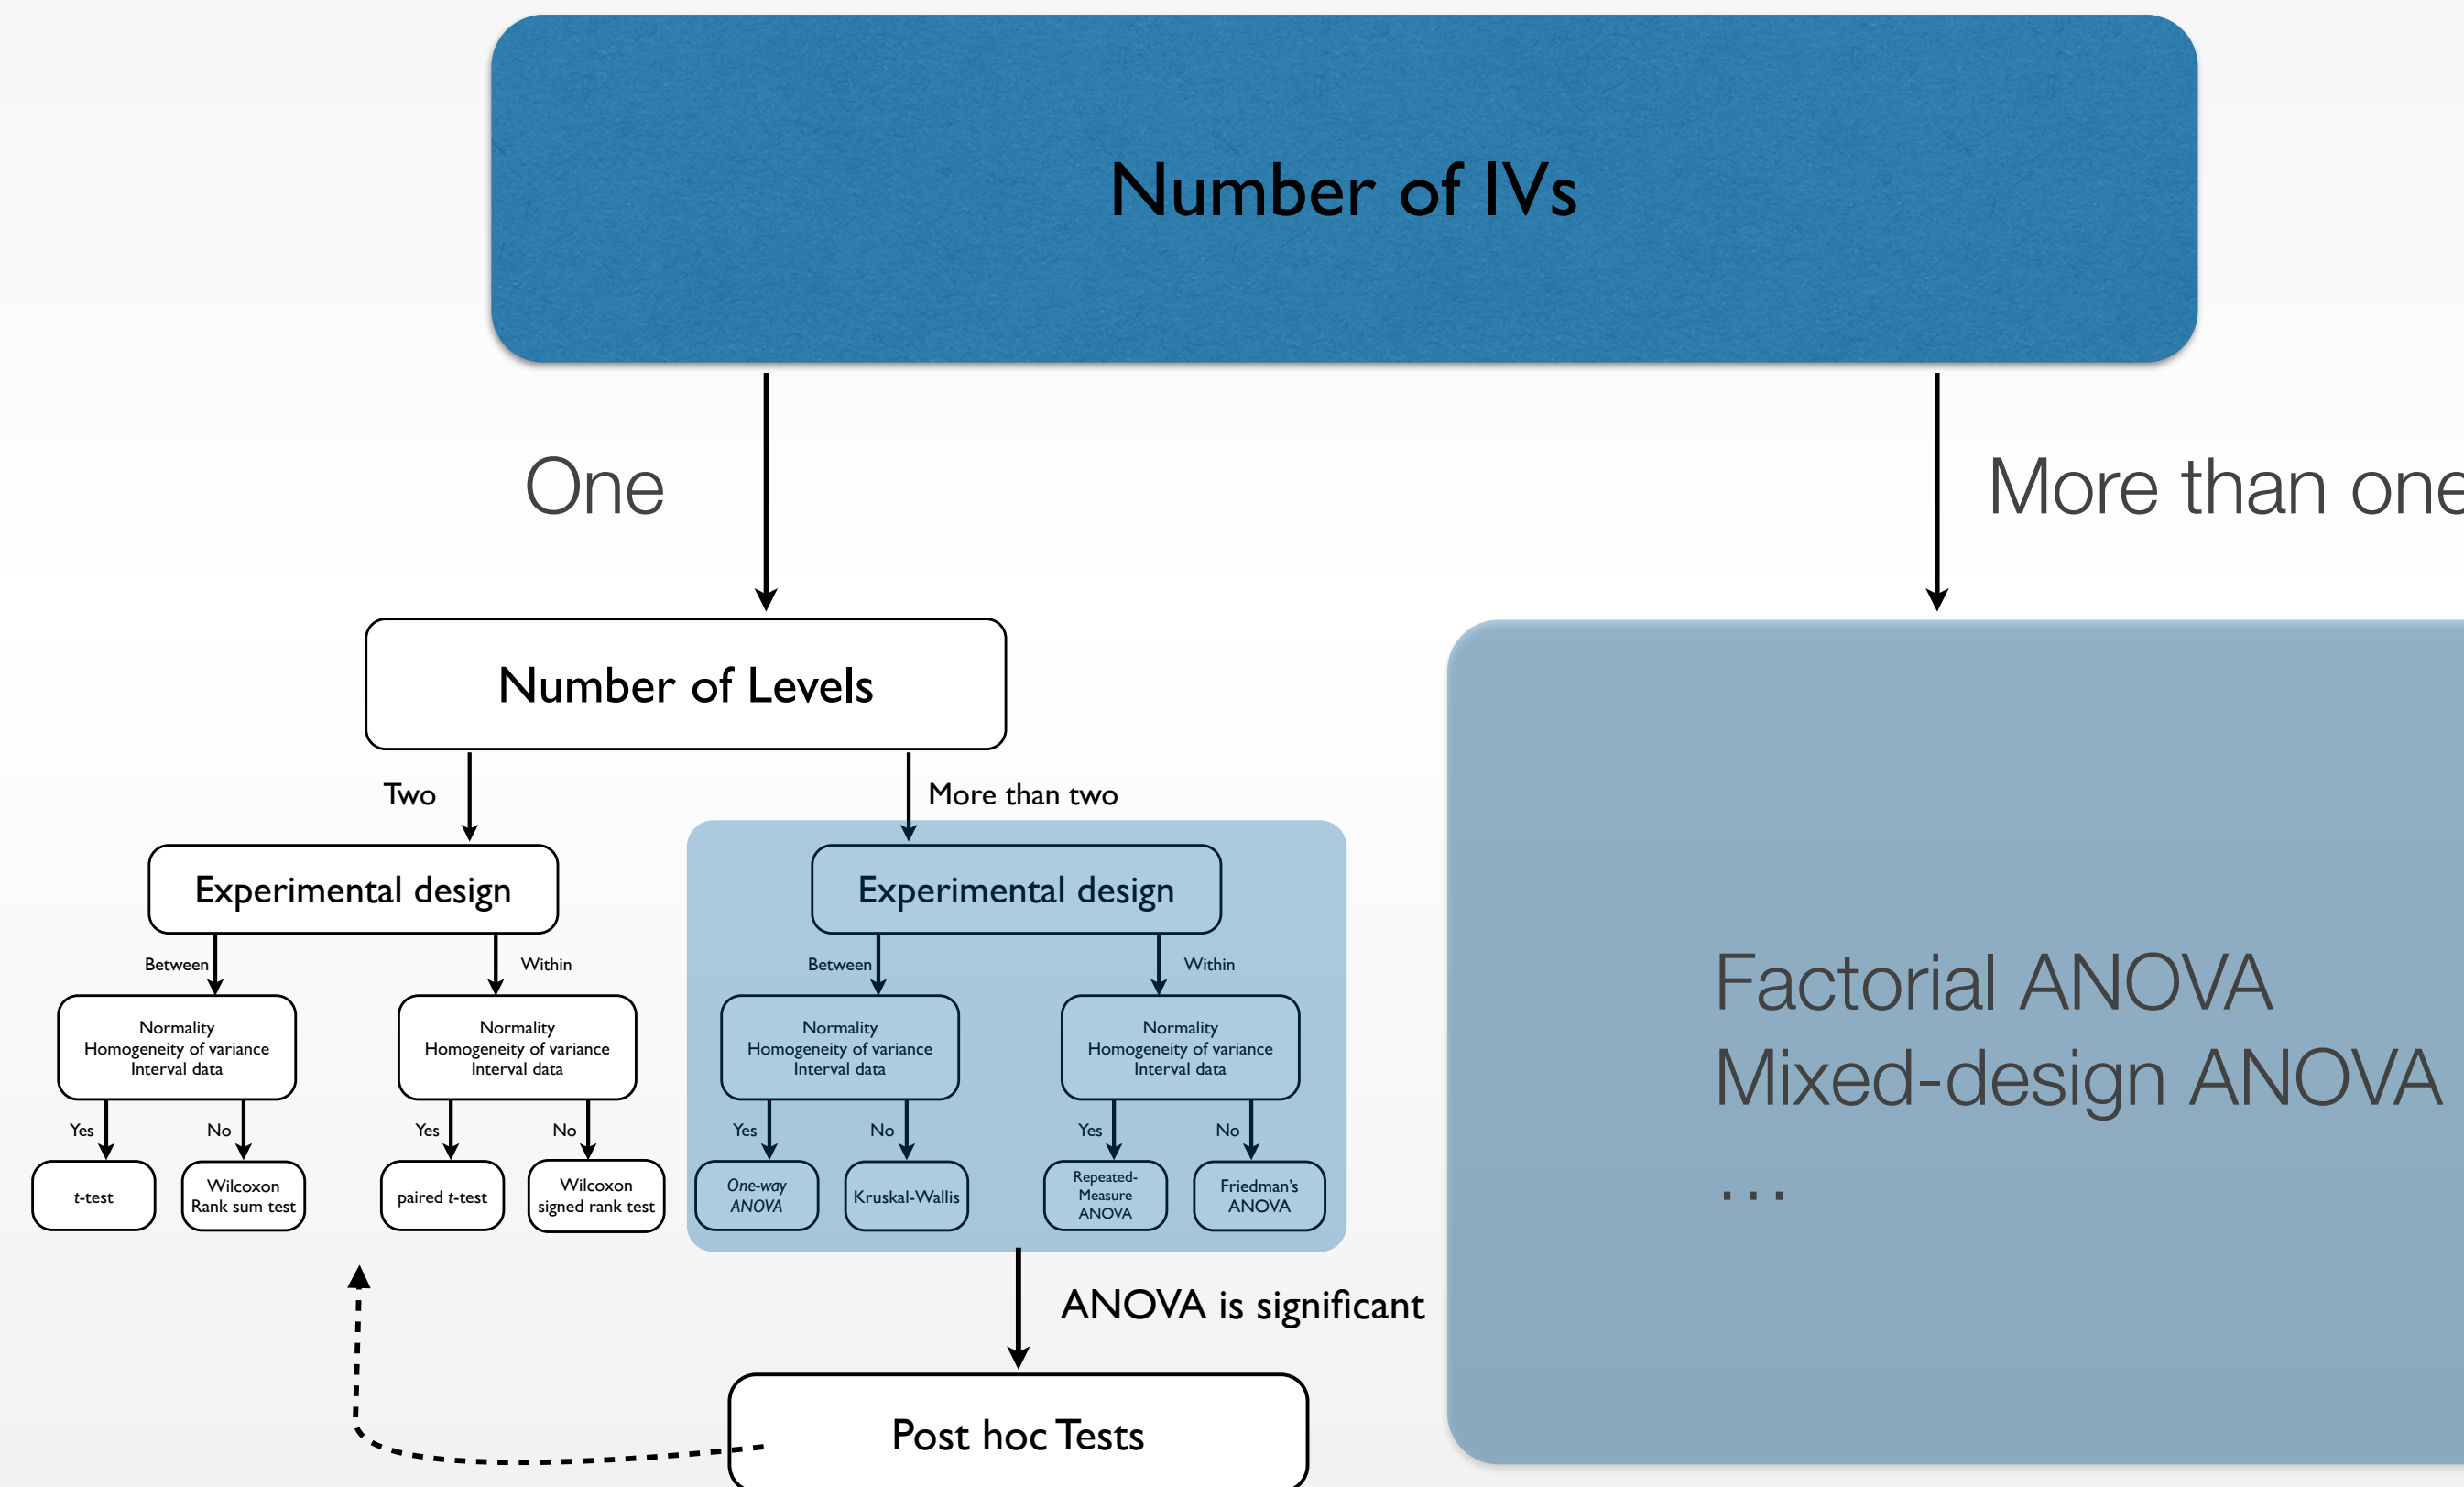 Number of IVs
One
More than one
Number of Levels
Two
More than two
Experimental design
Experimental design
Between
Within
Between
Within
Normality
Homogeneity of variance
Interval data
Normality
Homogeneity of variance
Interval data
Normality
Homogeneity of variance
Interval data
Normality
Homogeneity of variance
Interval data
Yes
No
Yes
No
Yes
No
Yes
No
t-test
Wilcoxon
Rank sum test
paired t-test
Wilcoxon
signed rank test
One-way
ANOVA
Kruskal-Wallis
Repeated-
Measure
ANOVA
Friedman's
ANOVA
Factorial ANOVA
Mixed-design ANOVA
...
ANOVA is significant
Post hoc Tests